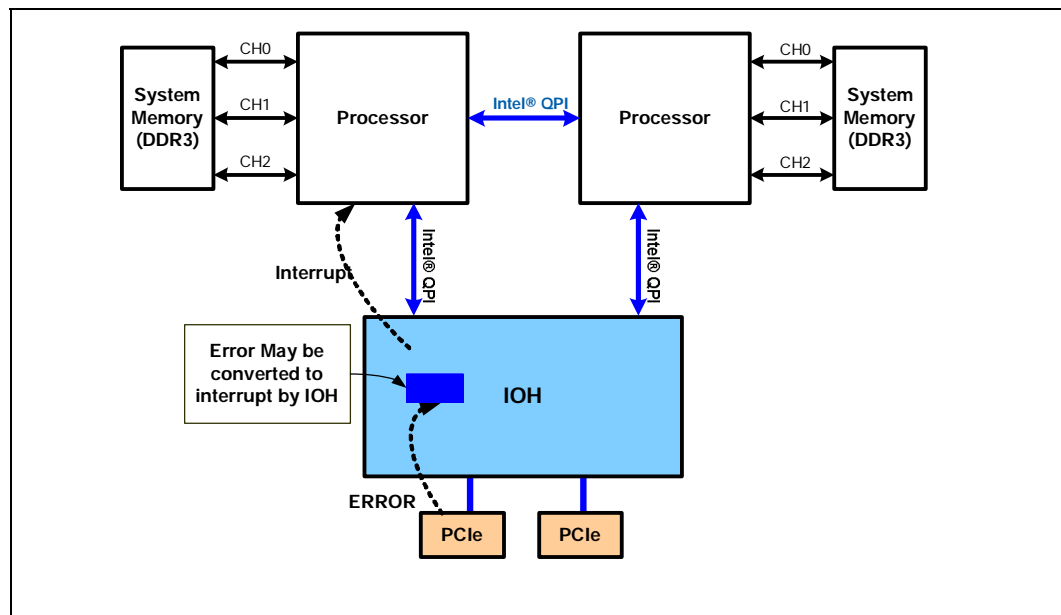 CH0
CH1
CH2
System
Memory
(DDR3)
Processor
Intel® QPI
Processor
CH0
CH1
CH2
System
Memory
(DDR3)
Interrupt
Intel® QPI
Intel® QPI
Error May be
converted to
interrupt by IOH
IOH
ERROR
PCIe
PCIe